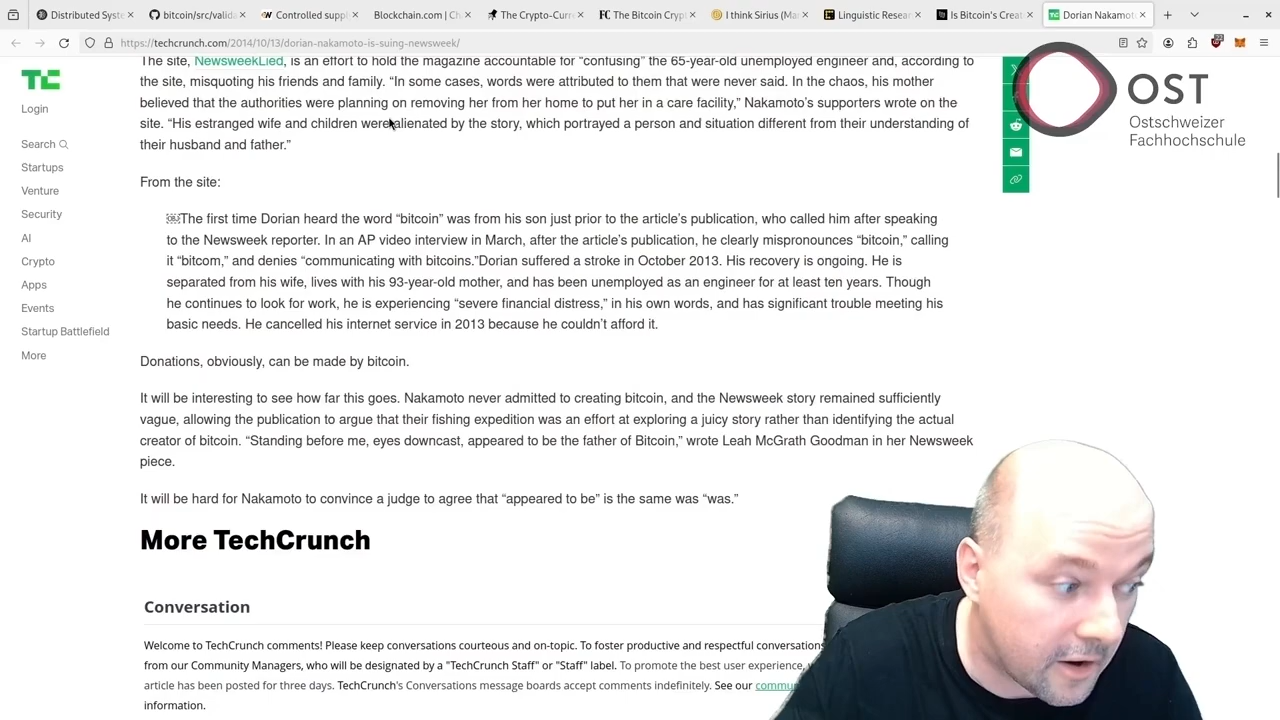 Distributed Syste
bitcoin/src/valida
Controlled suppl
Blockchain.com | Ch
The Crypto-Curr
The Bitcoin Crypt
I think Sirius (Mar
Linguistic Resear
Is Bitcoin's Creat
Dorian Nakamoto
https://techcrunch.com/2014/10/13/dorian-nakamoto-is-suing-newsweek/
Login
Search
Startups
Venture
Security
AI
Crypto
Apps
Events
Startup Battlefield
More
The site, NewsweekLied, is an effort to hold the magazine accountable for “confusing” the 65-year-old unemployed engineer and, according to
the site, misquoting his friends and family. “In some cases, words were attributed to them that were never said. In the chaos, his mother
believed that the authorities were planning on removing her from her home to put her in a care facility,” Nakamoto’s supporters wrote on the
site. “His estranged wife and children were alienated by the story, which portrayed a person and situation different from their understanding of
their husband and father.”
From the site:
The first time Dorian heard the word “bitcoin” was from his son just prior to the article’s publication, who called him after speaking
to the Newsweek reporter. In an AP video interview in March, after the article’s publication, he clearly mispronounces “bitcoin,” calling
it “bitcom,” and denies “communicating with bitcoins.”Dorian suffered a stroke in October 2013. His recovery is ongoing. He is
separated from his wife, lives with his 93-year-old mother, and has been unemployed as an engineer for at least ten years. Though
he continues to look for work, he is experiencing “severe financial distress,” in his own words, and has significant trouble meeting his
basic needs. He cancelled his internet service in 2013 because he couldn’t afford it.
Donations, obviously, can be made by bitcoin.
It will be interesting to see how far this goes. Nakamoto never admitted to creating bitcoin, and the Newsweek story remained sufficiently
vague, allowing the publication to argue that their fishing expedition was an effort at exploring a juicy story rather than identifying the actual
creator of bitcoin. “Standing before me, eyes downcast, appeared to be the father of Bitcoin,” wrote Leah McGrath Goodman in her Newsweek
piece.
It will be hard for Nakamoto to convince a judge to agree that “appeared to be” is the same was “was.”
More TechCrunch
Conversation
Welcome to TechCrunch comments! Please keep conversations courteous and on-topic. To foster productive and respectful conversations
from our Community Managers, who will be designated by a "TechCrunch Staff" or "Staff" label. To promote the best user experience,
article has been posted for three days. TechCrunch's Conversations message boards accept comments indefinitely. See our commu
information.
OST
Ostschweizer
Fachhochschule